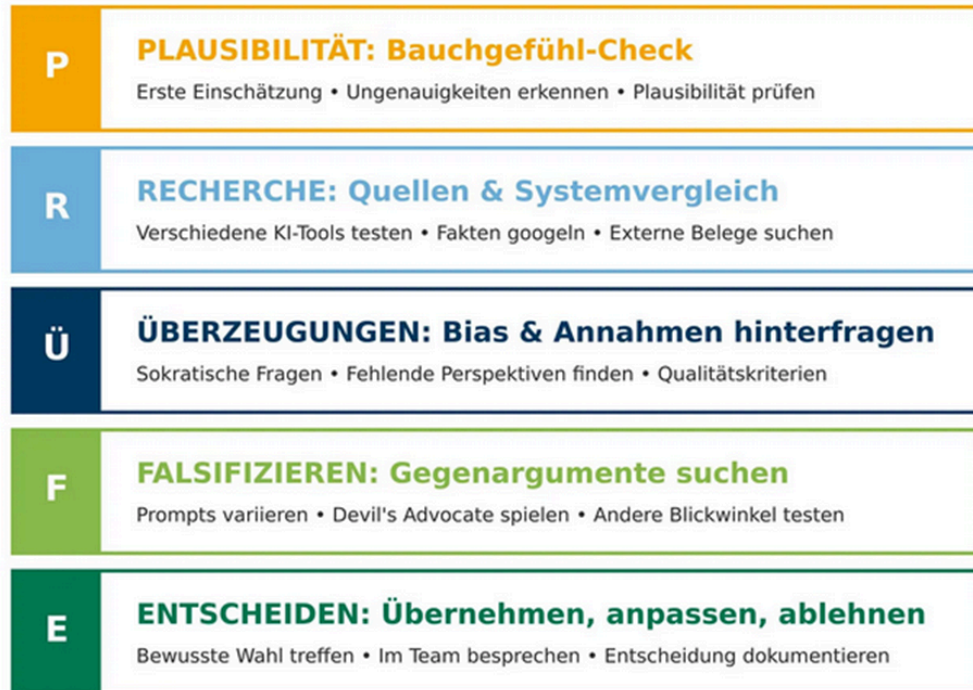 P
PLAUSIBILITÄT: Bauchgefühl-Check
Erste Einschätzung • Ungenauigkeiten erkennen • Plausibilität prüfen
R
RECHERCHE: Quellen & Systemvergleich
Verschiedene KI-Tools testen • Fakten googeln • Externe Belege suchen
Ü
ÜBERZEUGUNGEN: Bias & Annahmen hinterfragen
Sokratische Fragen • Fehlende Perspektiven finden • Qualitätskriterien
F
FALSIFIZIEREN: Gegenargumente suchen
Prompts variieren • Devil's Advocate spielen • Andere Blickwinkel testen
E
ENTSCHEIDEN: Übernehmen, anpassen, ablehnen
Bewusste Wahl treffen • Im Team besprechen • Entscheidung dokumentieren